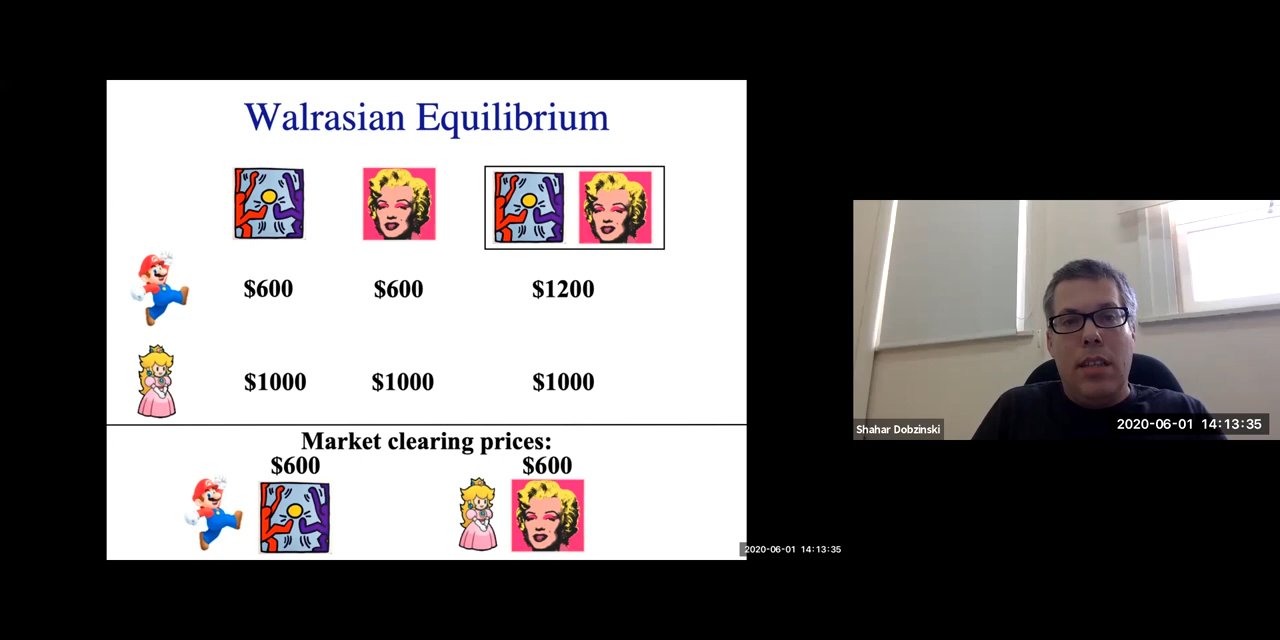 Walrasian Equilibrium
$600 $600 $1200
$1000 $1000 $1000
Market clearing prices:
$600 $600
2020-06-01 14:13:35
Shahar Dobzinski
2020-06-01 14:13:35